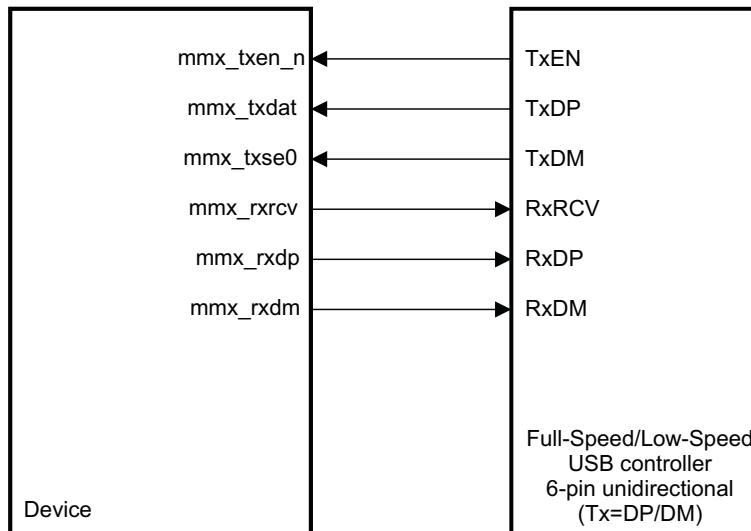 mmx_txen_n TxEN
mmx_txdat TxDP
mmx_txse0 TxDM
mmx_rxrcv RxRCV
mmx_rxdp RxDP
mmx_rxdm RxDM
Full-Speed/Low-Speed
USB controller
6-pin unidirectional
(Tx=DP/DM)
Device